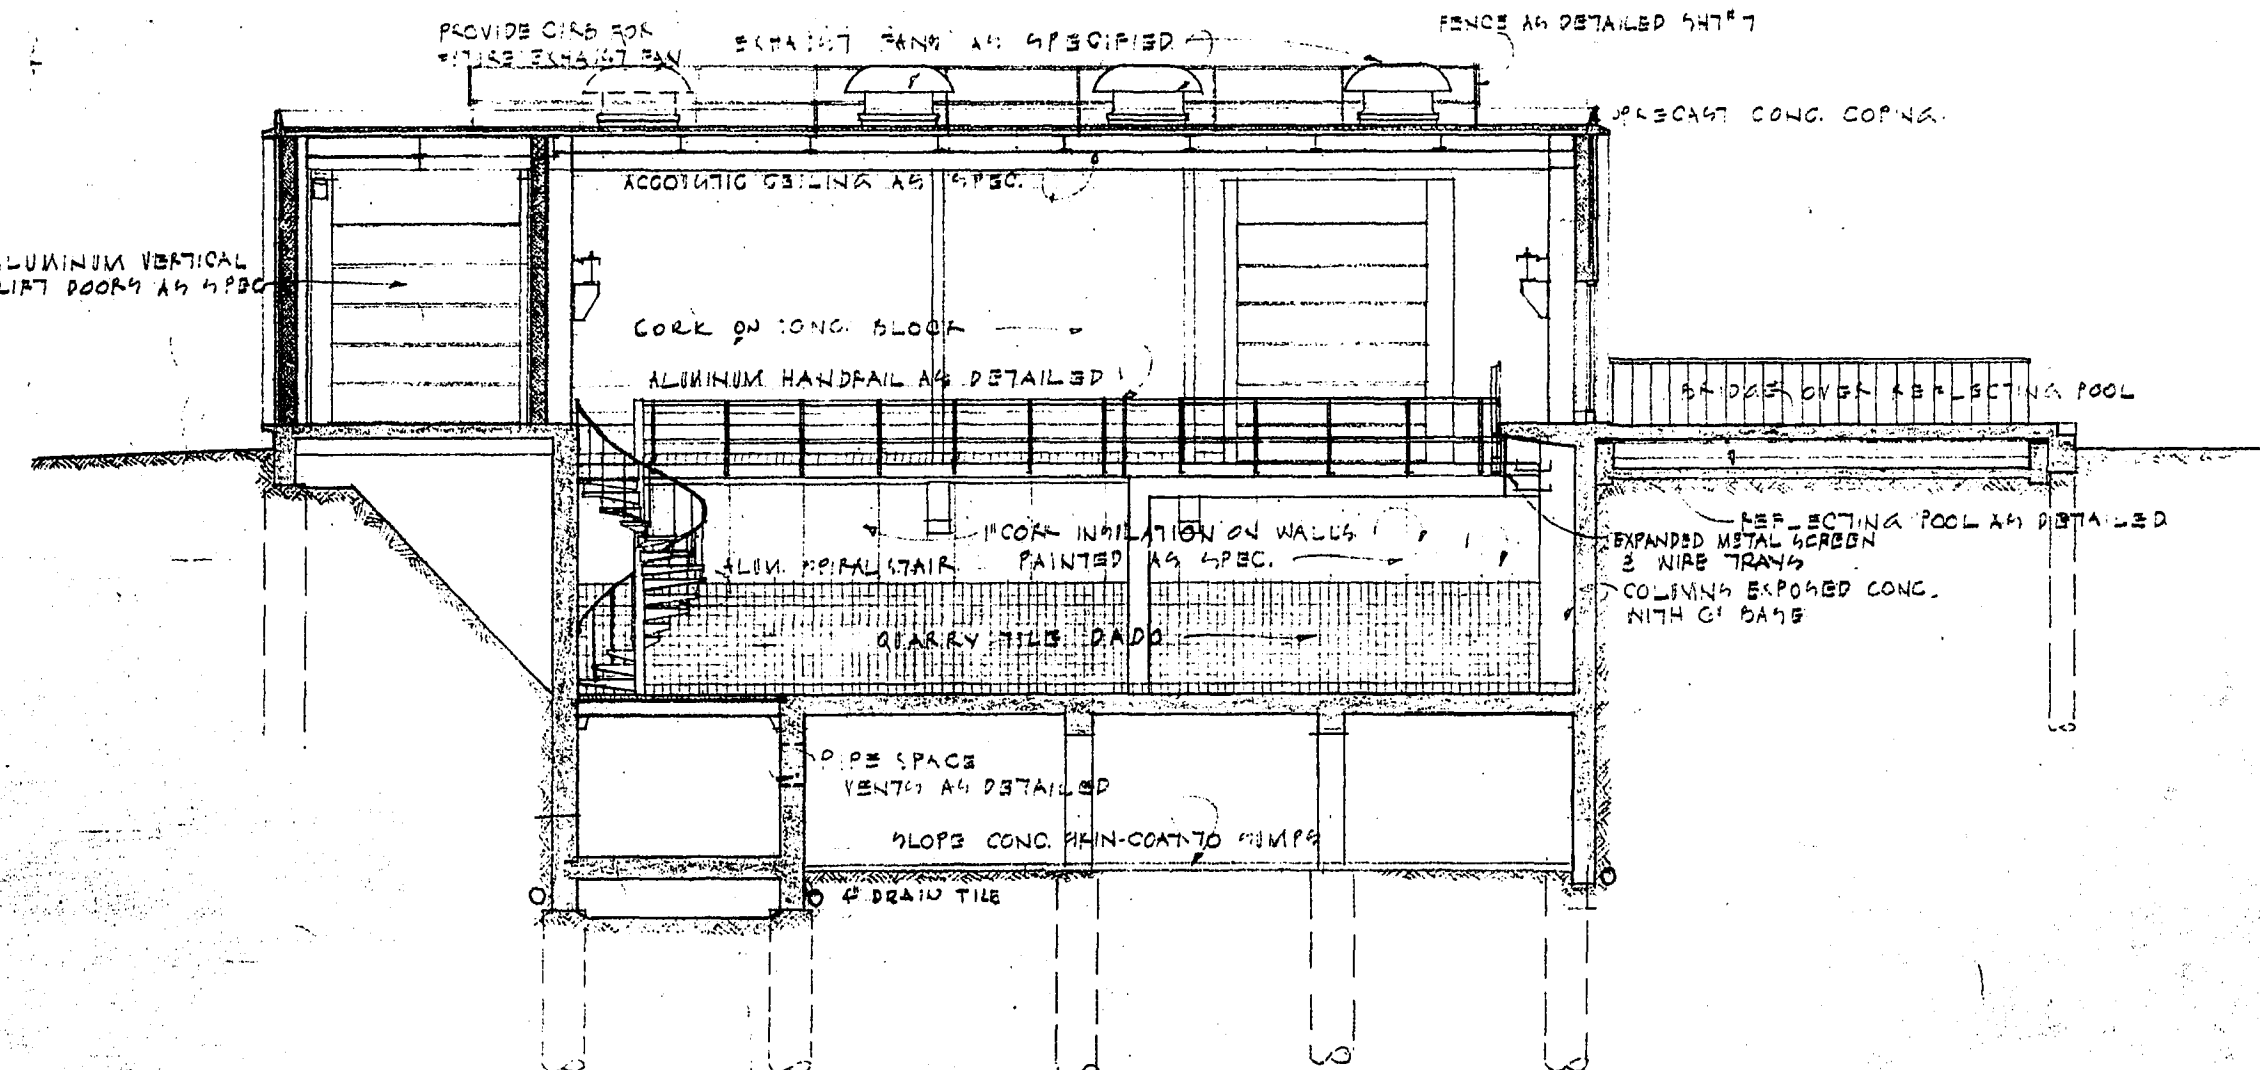 PROVIDE CURB FOR
FUTURE EXHAUST FAN
EXHAUST FANS AS SPECIFIED
FENCE AS DETAILED SHT #7
PRECAST CONC. COPING.
ACCOUSTIC CEILING AS SPEC.
ALUMINUM VERTICAL
LIFT DOORS AS SPEC
CORK ON CONC. BLOCK
ALUMINUM HANDRAIL AS DETAILED
BRIDGE OVER REFLECTING POOL
1" CORK INSULATION ON WALLS
PAINTED AS SPEC.
REFLECTING POOL AS DETAILED
EXPANDED METAL SCREEN
& WIRE TRAYS
ALUM. SPIRAL STAIR
COLUMNS EXPOSED CONC.
WITH BASE
QUARRY TILE DADO
PIPE SPACE
VENTS AS DETAILED
SLOPE CONC. SKIN-COAT TO SUMPS
4" DRAIN TILE